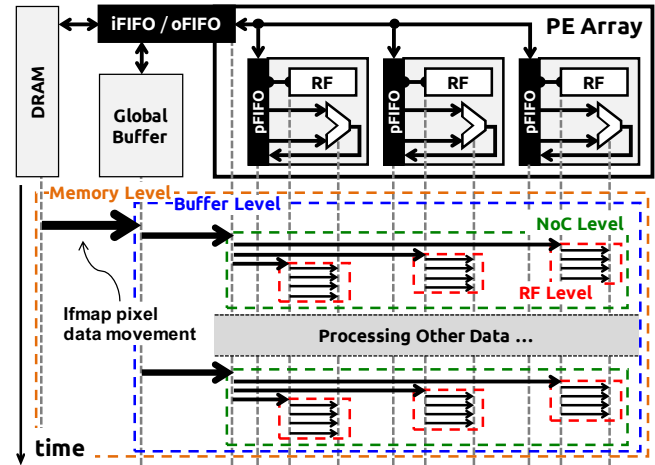 iFIFO / oFIFO
PE Array
DRAM
Global
Buffer
pFIFO
RF
pFIFO
RF
pFIFO
RF
Memory Level
Buffer Level
NoC Level
RF Level
Ifmap pixel
data movement
Processing Other Data ...
time